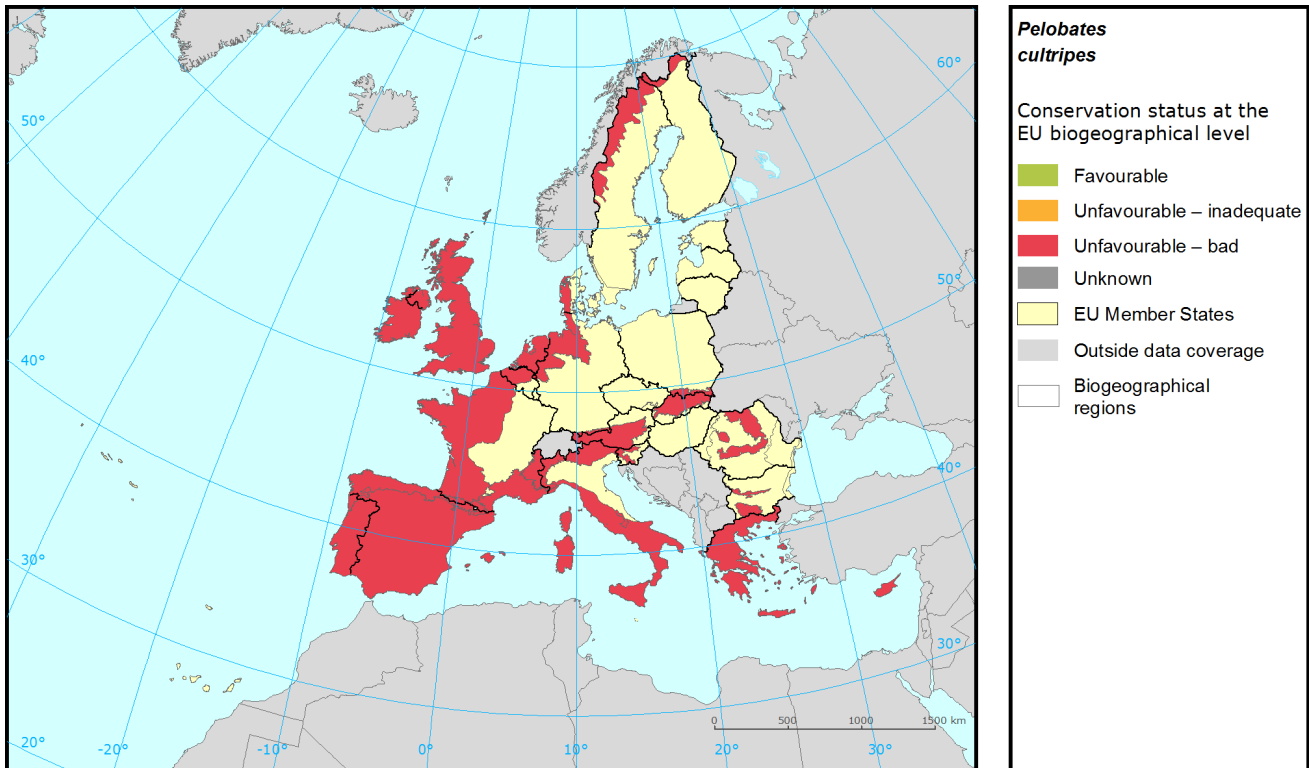 Pelobates
cultripes
Conservation status at the
EU biogeographical level
Favourable
Unfavourable – inadequate
Unfavourable – bad
Unknown
EU Member States
Outside data coverage
Biogeographical
regions
60°
50°
50°
40°
40°
30°
30°
20°
-20°
-10°
0°
10°
20°
30°
0
500
1000
1500 km